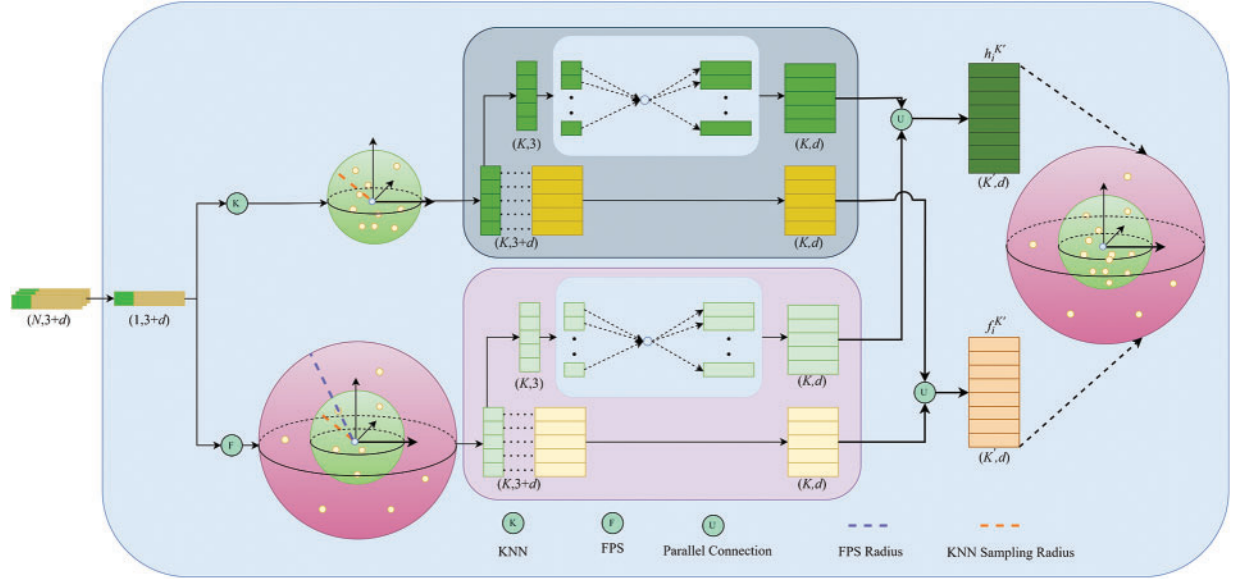 h_i^{K'}
(K,3)
(K,d)
U
(K',d)
K
(K,3+d)
(K,d)
(N,3+d)
(1,3+d)
f_i^{K'}
(K,3)
(K,d)
U
F
(K',d)
(K,3+d)
(K,d)
K
F
U
KNN
FPS
Parallel Connection
FPS Radius
KNN Sampling Radius